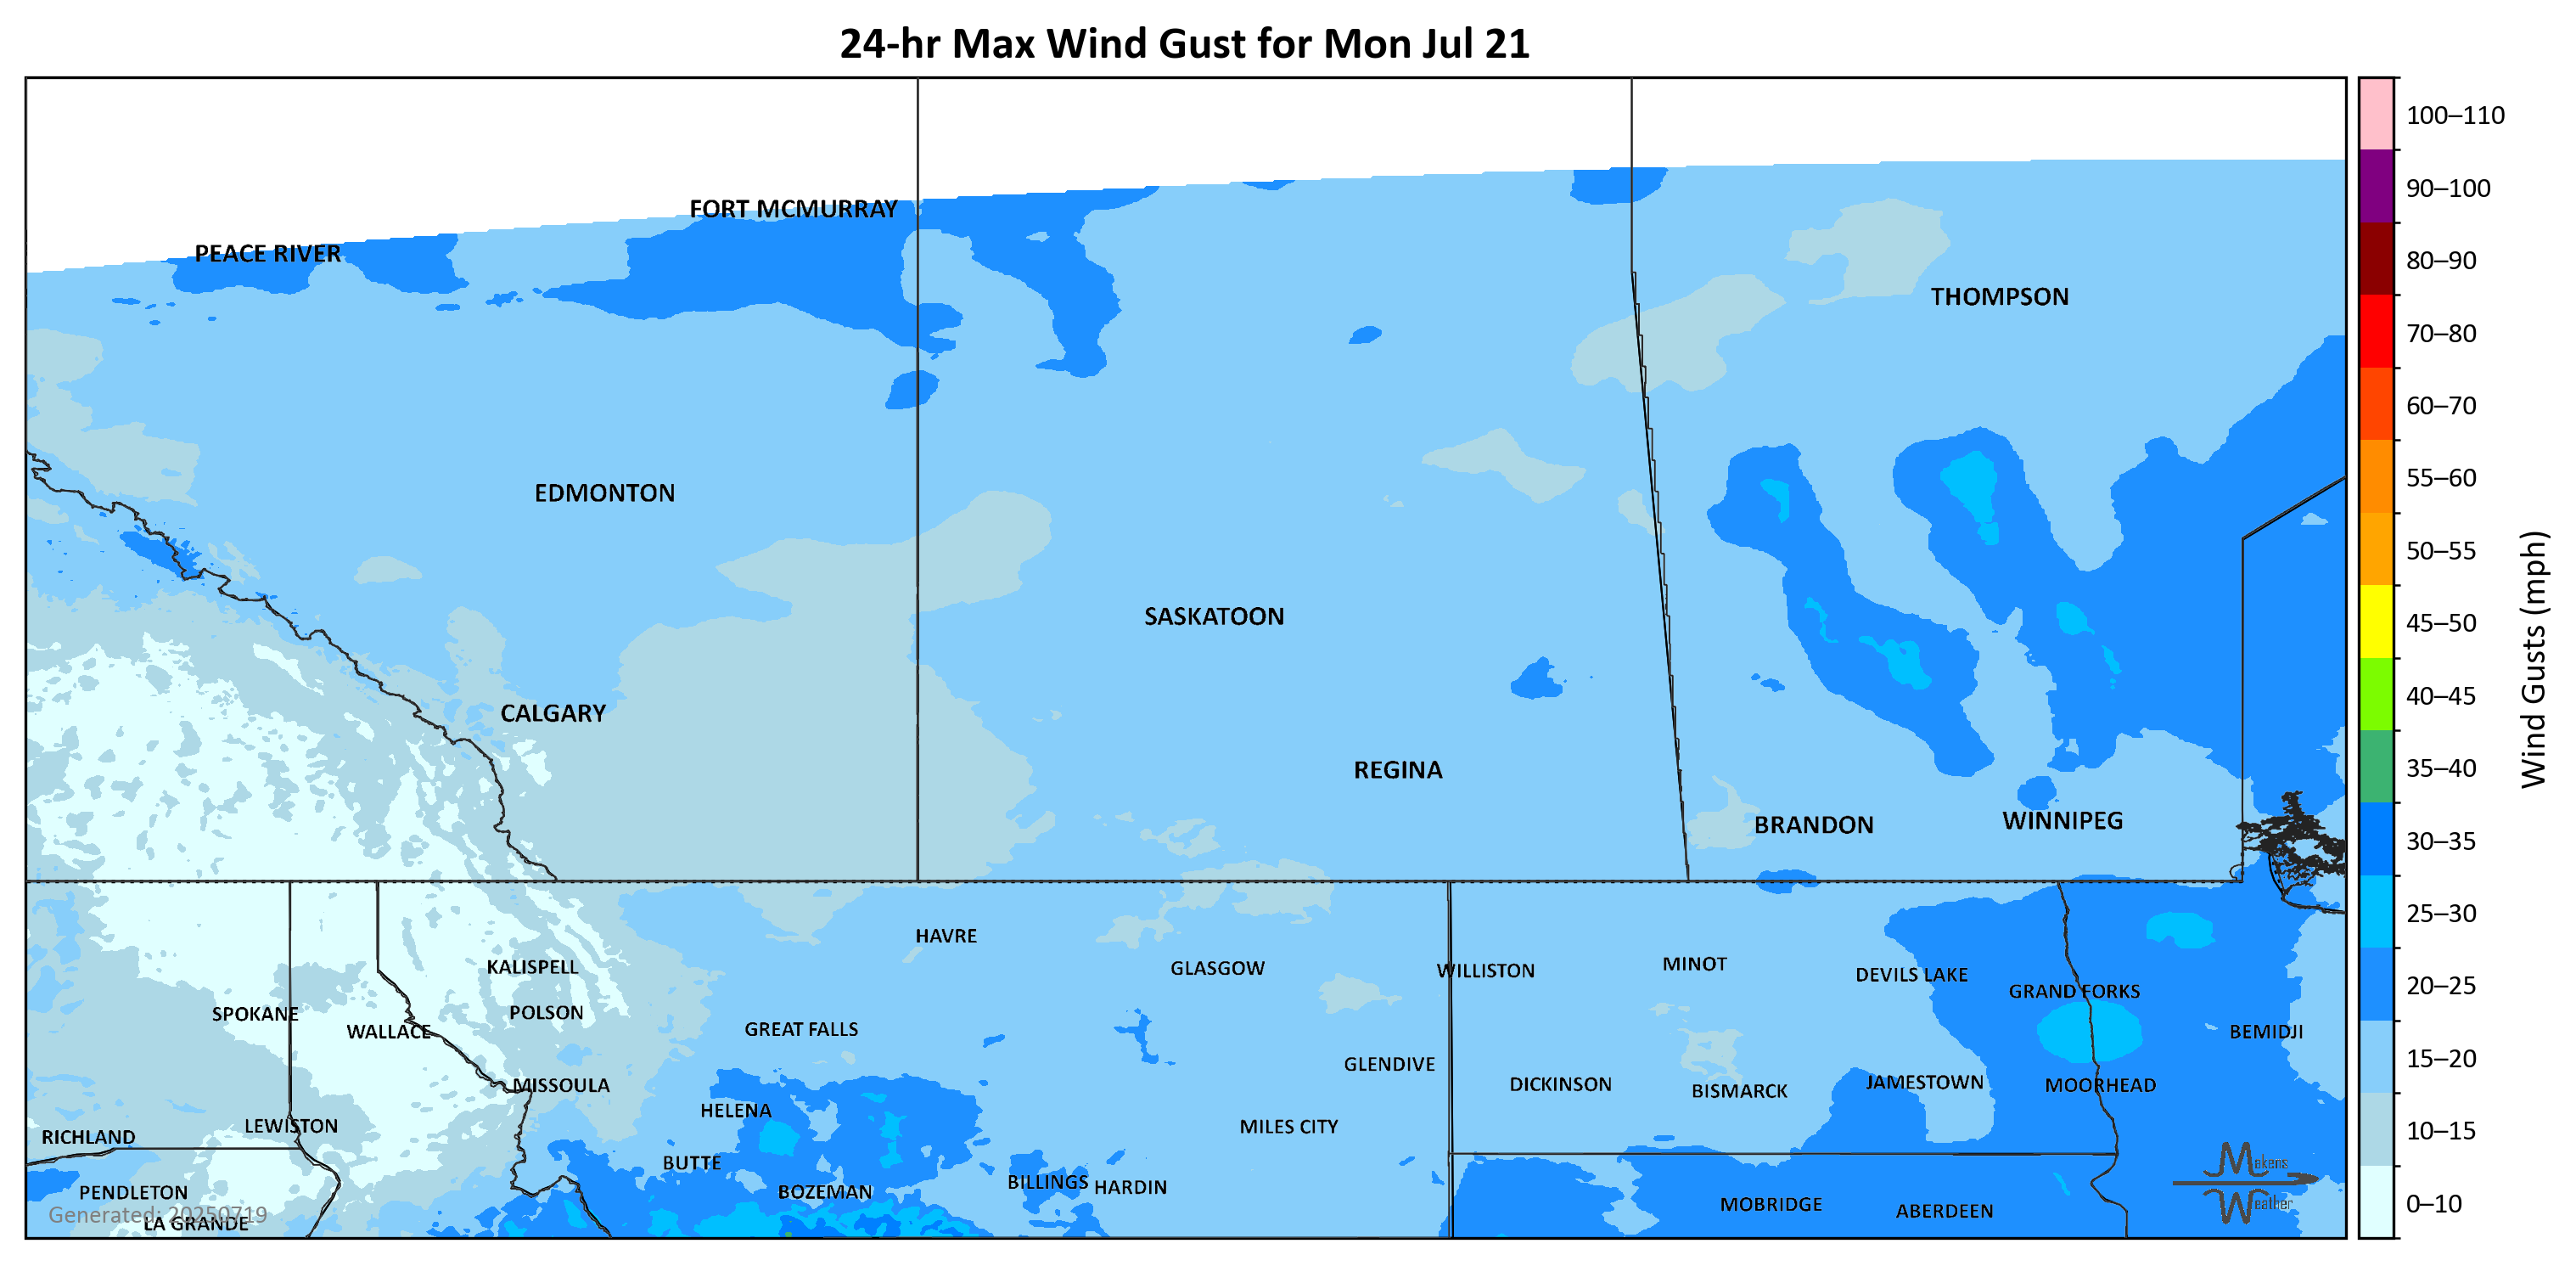 24-hr Max Wind Gust for Mon Jul 21
100–110
90–100
80–90
70–80
60–70
55–60
50–55
45–50
40–45
35–40
30–35
25–30
20–25
15–20
10–15
0–10
Wind Gusts (mph)
FORT MCMURRAY
PEACE RIVER
THOMPSON
EDMONTON
SASKATOON
CALGARY
REGINA
BRANDON
WINNIPEG
HAVRE
KALISPELL
GLASGOW
WILLISTON
MINOT
DEVILS LAKE
GRAND FORKS
SPOKANE
POLSON
WALLACE
GREAT FALLS
BEMIDJI
GLENDIVE
MISSOULA
DICKINSON
BISMARCK
JAMESTOWN
MOORHEAD
HELENA
LEWISTON
MILES CITY
RICHLAND
BUTTE
BOZEMAN
BILLINGS
HARDIN
PENDLETON
MOBRIDGE
ABERDEEN
Generated: 20250719
LA GRANDE
Makens
Weather